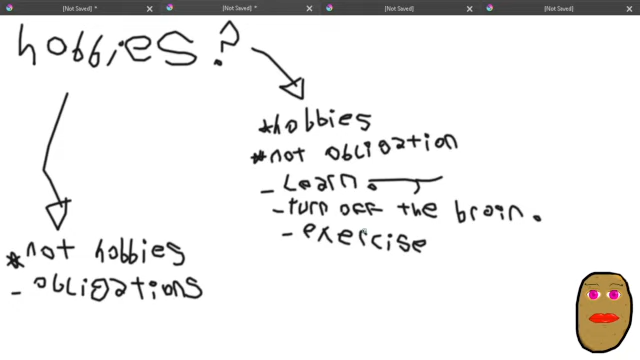 [Not Saved] *
[Not Saved] *
[Not Saved]
[Not Saved]
hobbies?
*hobbies
*not obligation
- Learn.
- turn off the brain.
- exercise
*not hobbies
- obligations